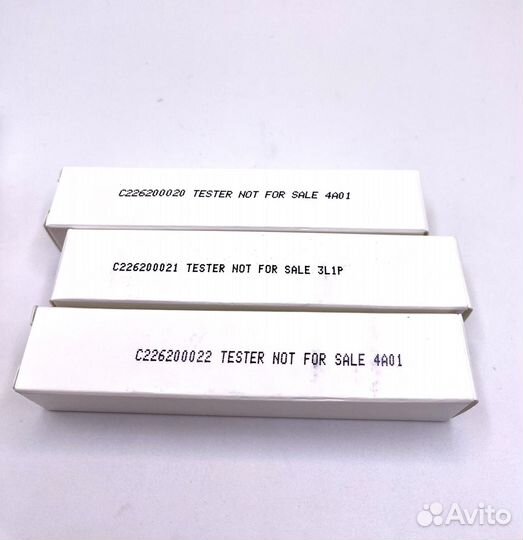 C226200020 TESTER NOT FOR SALE 4A01
C226200021 TESTER NOT FOR SALE 3L1P
C226200022 TESTER NOT FOR SALE 4A01
Avito